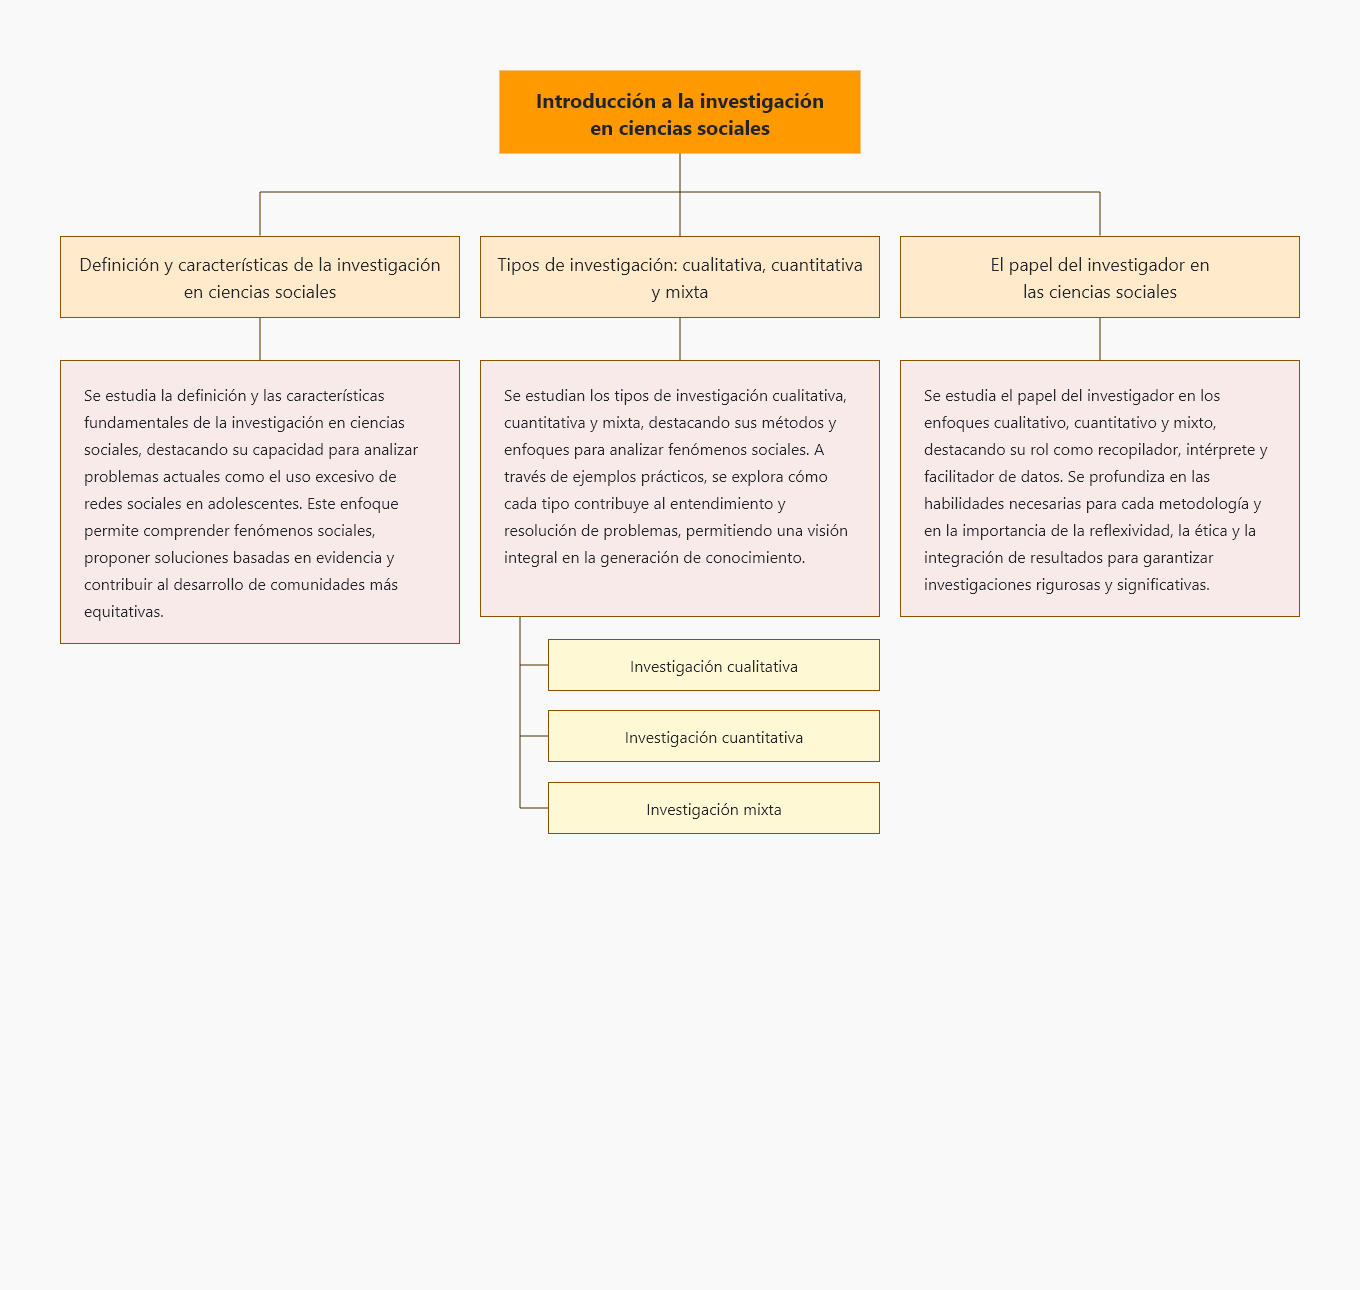 Introducción a la investigación
en ciencias sociales
Definición y características de la investigación
en ciencias sociales
Tipos de investigación: cualitativa, cuantitativa
y mixta
El papel del investigador en
las ciencias sociales
Se estudia la definición y las características
fundamentales de la investigación en ciencias
sociales, destacando su capacidad para analizar
problemas actuales como el uso excesivo de
redes sociales en adolescentes. Este enfoque
permite comprender fenómenos sociales,
proponer soluciones basadas en evidencia y
contribuir al desarrollo de comunidades más
equitativas.
Se estudian los tipos de investigación cualitativa,
cuantitativa y mixta, destacando sus métodos y
enfoques para analizar fenómenos sociales. A
través de ejemplos prácticos, se explora cómo
cada tipo contribuye al entendimiento y
resolución de problemas, permitiendo una visión
integral en la generación de conocimiento.
Se estudia el papel del investigador en los
enfoques cualitativo, cuantitativo y mixto,
destacando su rol como recopilador, intérprete y
facilitador de datos. Se profundiza en las
habilidades necesarias para cada metodología y
en la importancia de la reflexividad, la ética y la
integración de resultados para garantizar
investigaciones rigurosas y significativas.
Investigación cualitativa
Investigación cuantitativa
Investigación mixta